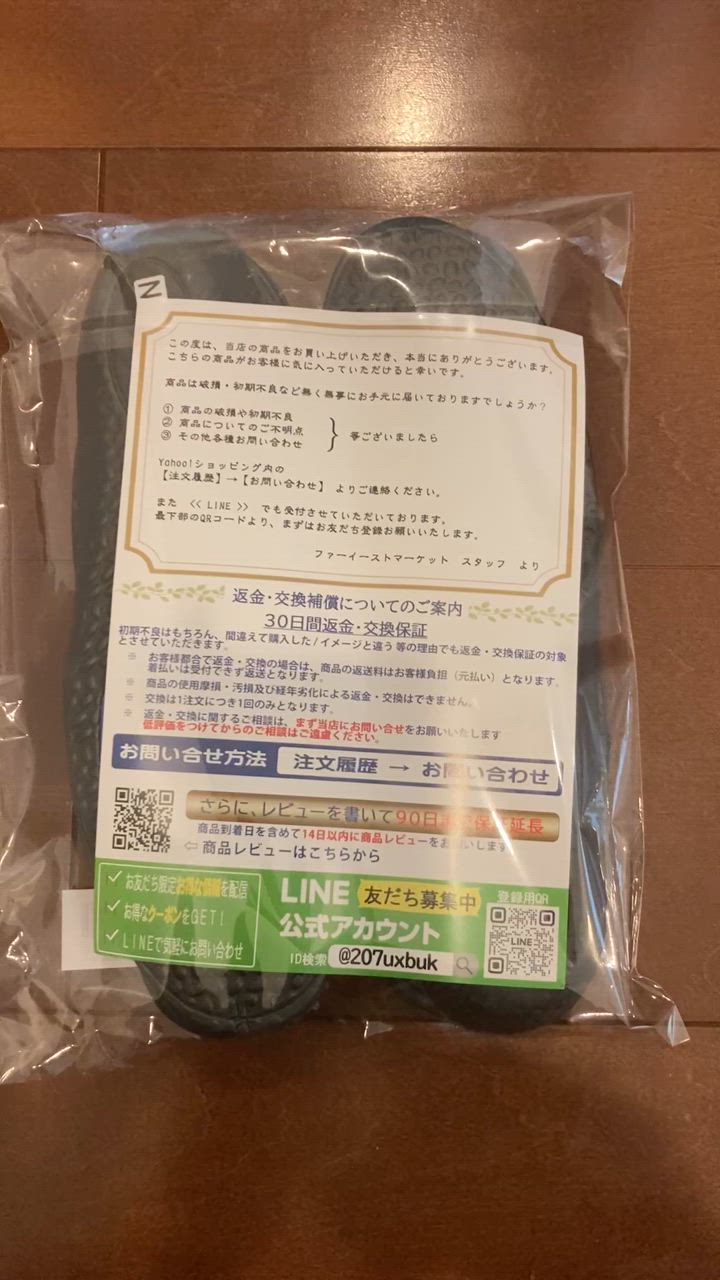 N
この度は、当店の商品をお買い上げいただき、本当にありがとうございます。
こちらの商品がお客様に気に入っていただけると幸いです。
商品は破損・初期不良など無く無事にお手元に届いておりますでしょうか？
① 商品の破損や初期不良
② 商品についてのご不明点
③ その他各種お問い合わせ
等ございましたら
Yahoo!ショッピング内の
【注文履歴】→【お問い合わせ】 よりご連絡ください。
また 《 LINE 》 でも受付させていただいております。
最下部のQRコードより、まずはお友だち登録お願いいたします。
ファーイーストマーケット スタッフ より
返金・交換補償についてのご案内
30日間返金・交換保証
初期不良はもちろん、間違えて購入した/イメージと違う 等の理由でも返金・交換保証の対象
とさせていただきます。
※ お客様都合で返金・交換の場合は、商品の返送料はお客様負担（元払い）となります。
着払いは受付できず返送となります。
※ 商品の使用摩損・汚損及び経年劣化による返金・交換はできません。
※ 交換は1注文につき1回のみとなります。
※ 返金・交換に関するご相談は、まず当店にお問い合せをお願いいたします
低評価をつけてからのご相談はご遠慮ください。
お問い合せ方法 注文履歴 → お問い合わせ
さらに、レビューを書いて90日 保証延長
商品到着日を含めて14日以内に商品レビューをお願いします
⇦ 商品レビューはこちらから
✓ お友だち限定お得な情報を配信
✓ お得なクーポンをGET！
✓ LINEで気軽にお問い合わせ
LINE 友だち募集中
公式アカウント
ID検索 @207uxbuk
登録用QR
LINE